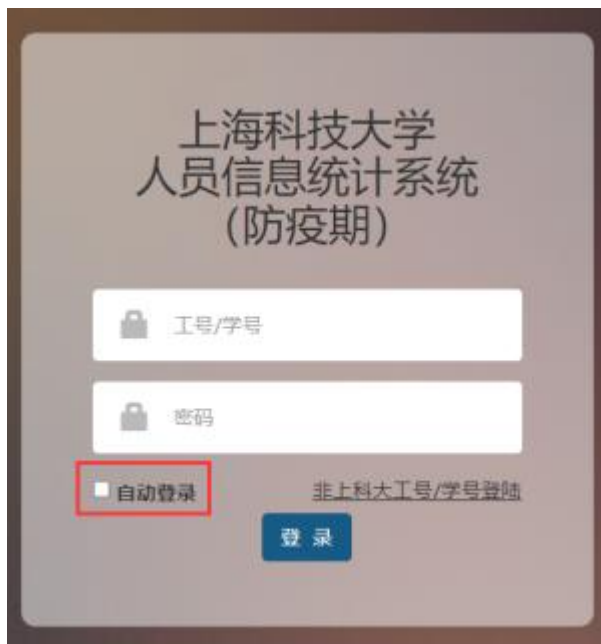 上海科技大学
人员信息统计系统
(防疫期)
工号/学号
密码
自动登录
非上科大工号/学号登陆
登 录